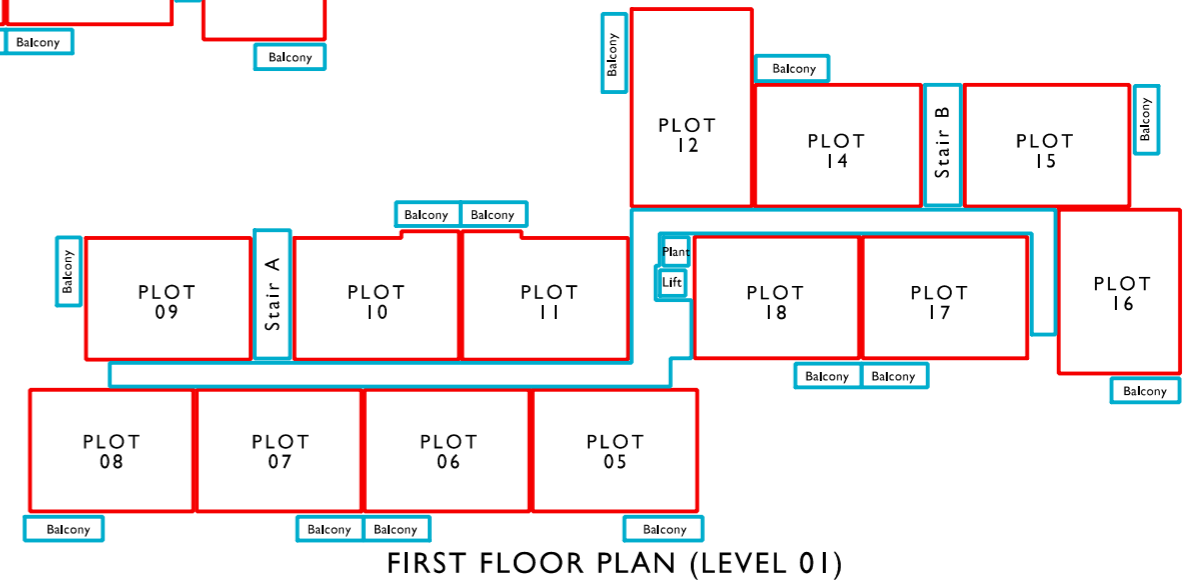 Balcony
Balcony
Balcony
Balcony
PLOT
12
PLOT
14
Stair B
PLOT
15
Balcony
Balcony
Balcony
Balcony
PLOT
09
Stair A
PLOT
10
PLOT
11
Plant
Lift
PLOT
18
PLOT
17
PLOT
16
Balcony
Balcony
Balcony
PLOT
08
PLOT
07
PLOT
06
PLOT
05
Balcony
Balcony
Balcony
Balcony
FIRST FLOOR PLAN (LEVEL 01)